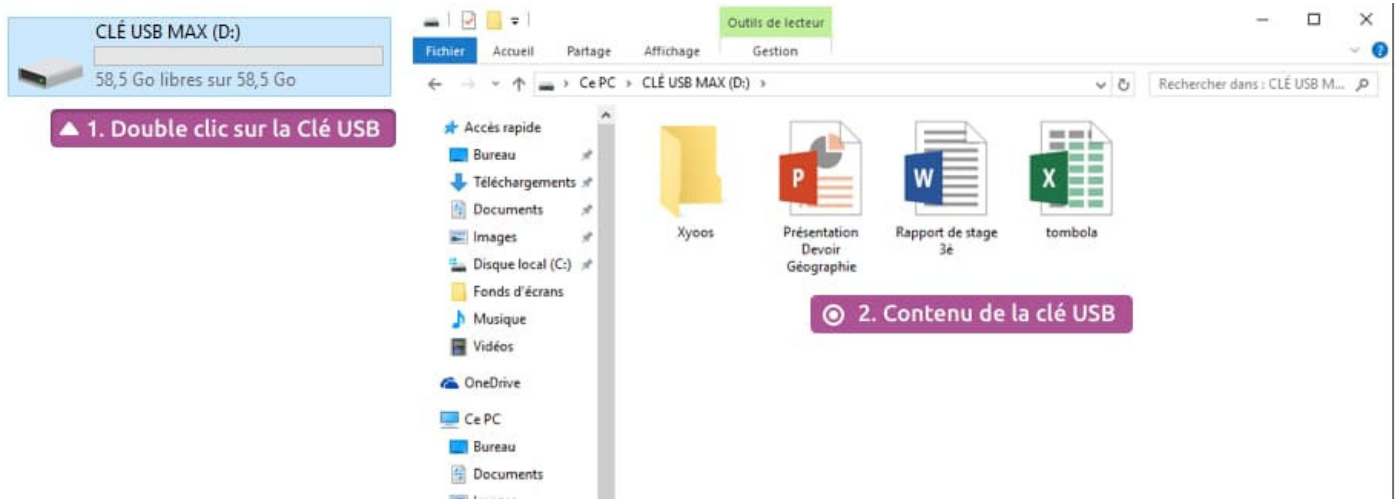 CLÉ USB MAX (D:)
58,5 Go libres sur 58,5 Go
1. Double clic sur la Clé USB
Outils de lecteur
Fichier Accueil Partage Affichage Gestion
Ce PC CLÉ USB MAX (D:)
Rechercher dans : CLÉ USB M...
Accès rapide
Bureau
Téléchargements
Documents
Images
Disque local (C:)
Fonds d'écrans
Musique
Vidéos
OneDrive
Ce PC
Bureau
Documents
Xyoos
P
Présentation
Devoir
Géographie
W
Rapport de stage
3è
X
tombola
2. Contenu de la clé USB